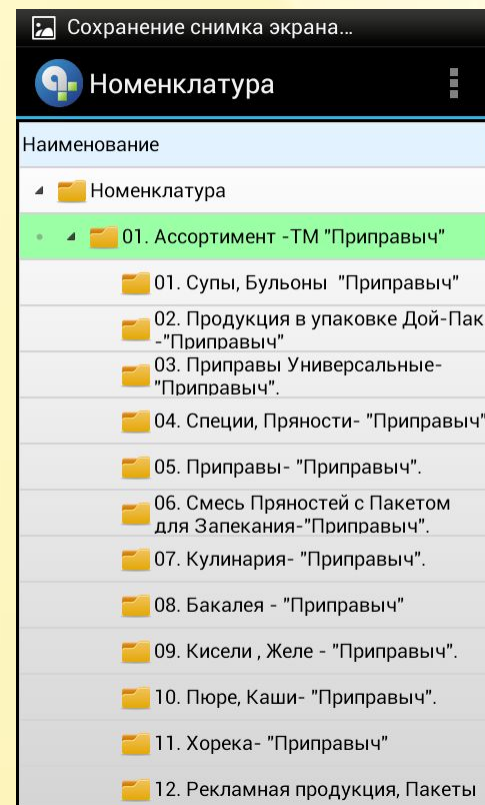 Сохранение снимка экрана...
Номенклатура
Наименование
Номенклатура
01. Ассортимент -ТМ "Приправыч"
01. Супы, Бульоны "Приправыч"
02. Продукция в упаковке Дой-Пак
-"Приправыч"
03. Приправы Универсальные-
"Приправыч".
04. Специи, Пряности- "Приправыч"
05. Приправы- "Приправыч".
06. Смесь Пряностей с Пакетом
для Запекания-"Приправыч".
07. Кулинария- "Приправыч".
08. Бакалея - "Приправыч"
09. Кисели , Желе - "Приправыч".
10. Пюре, Каши- "Приправыч".
11. Хорека- "Приправыч"
12. Рекламная продукция, Пакеты